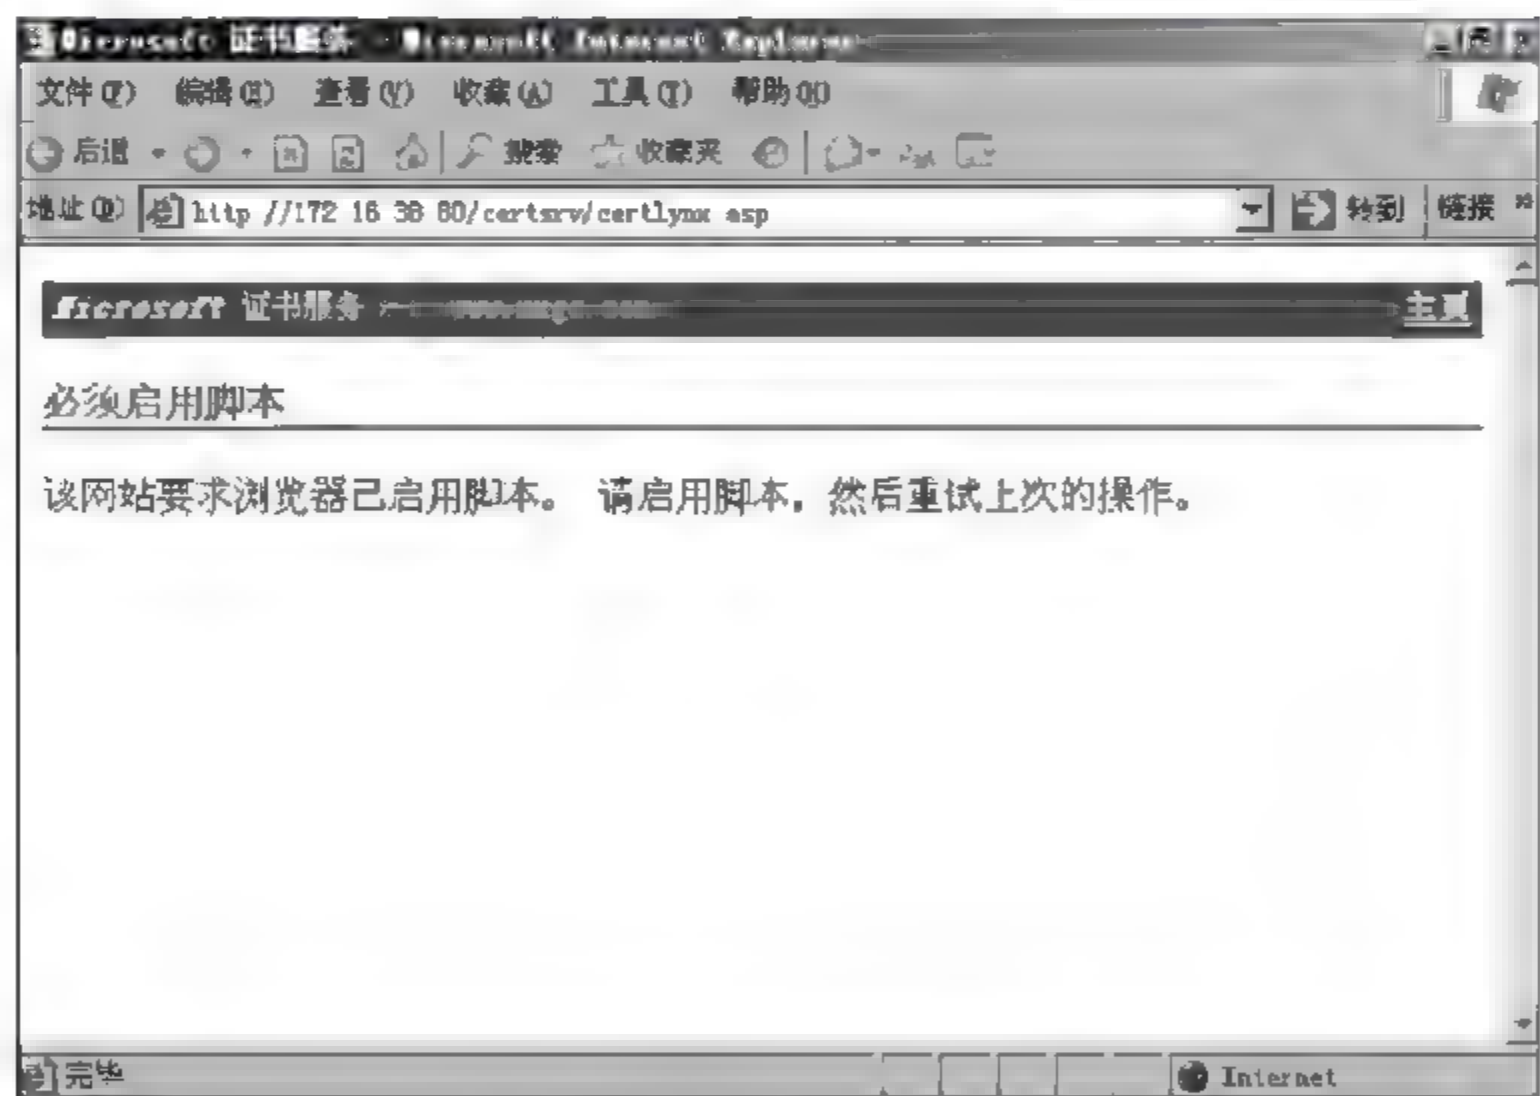 Microsoft 证书服务 - Microsoft Internet Explorer
文件(F) 编辑(E) 查看(V) 收藏(A) 工具(T) 帮助(H)
后退 搜索 收藏夹
地址(D) http //172 16 38 80/certsrv/certlynx asp 转到 链接 »
Microsoft 证书服务 主页
必须启用脚本
该网站要求浏览器已启用脚本。 请启用脚本，然后重试上次的操作。
完毕 Internet